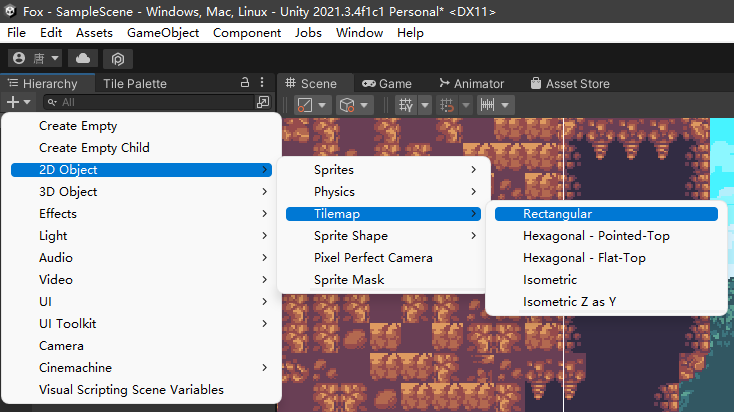 Fox - SampleScene - Windows, Mac, Linux - Unity 2021.3.4f1c1 Personal* <DX11>
File Edit Assets GameObject Component Jobs Window Help
唐
Hierarchy Tile Palette Scene Game Animator Asset Store
All
Create Empty
Create Empty Child
2D Object
3D Object
Effects
Light
Audio
Video
UI
UI Toolkit
Camera
Cinemachine
Visual Scripting Scene Variables
Sprites
Physics
Tilemap
Sprite Shape
Pixel Perfect Camera
Sprite Mask
Rectangular
Hexagonal - Pointed-Top
Hexagonal - Flat-Top
Isometric
Isometric Z as Y